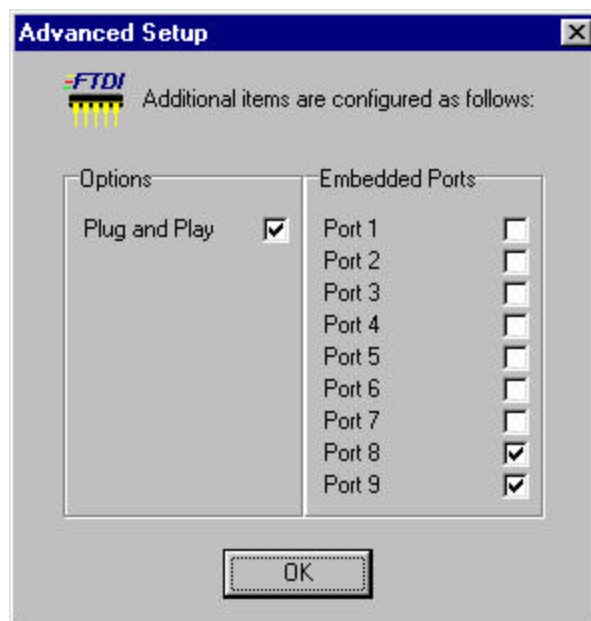 Advanced Setup
FTDI
Additional items are configured as follows:
Options
Plug and Play
Embedded Ports
Port 1
Port 2
Port 3
Port 4
Port 5
Port 6
Port 7
Port 8
Port 9
OK